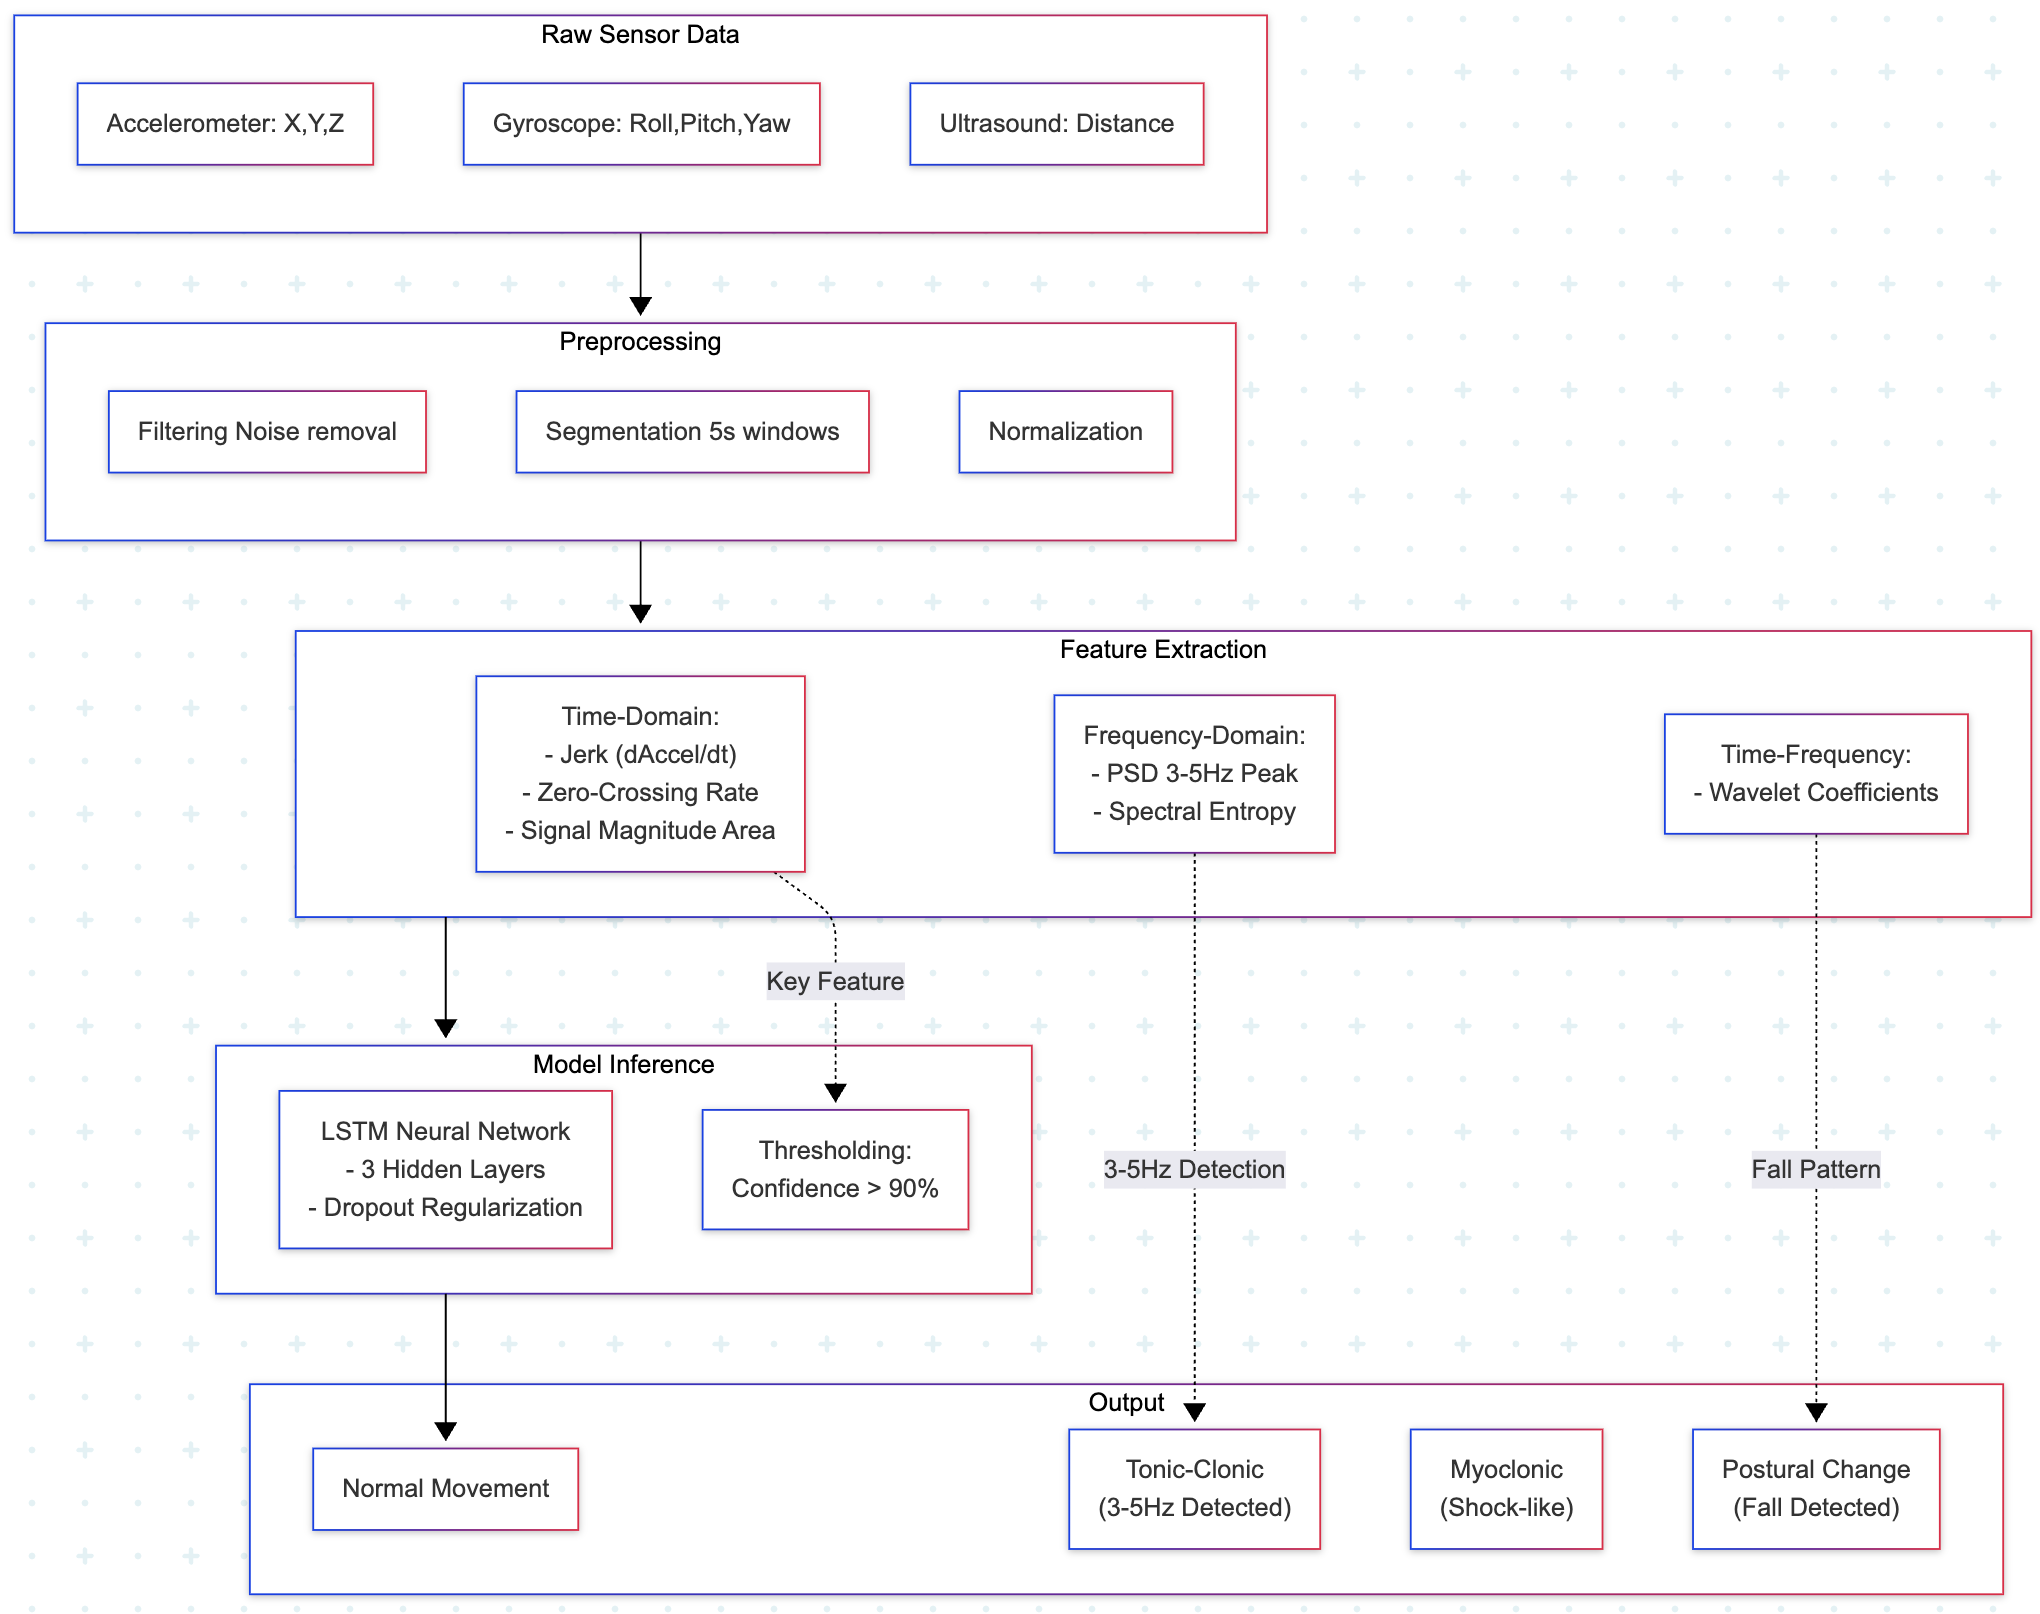 Raw Sensor Data
Accelerometer: X,Y,Z
Gyroscope: Roll,Pitch,Yaw
Ultrasound: Distance
Preprocessing
Filtering Noise removal
Segmentation 5s windows
Normalization
Feature Extraction
Time-Domain:
- Jerk (dAccel/dt)
- Zero-Crossing Rate
- Signal Magnitude Area
Frequency-Domain:
- PSD 3-5Hz Peak
- Spectral Entropy
Time-Frequency:
- Wavelet Coefficients
Key Feature
Model Inference
LSTM Neural Network
- 3 Hidden Layers
- Dropout Regularization
Thresholding:
Confidence > 90%
3-5Hz Detection
Fall Pattern
Output
Normal Movement
Tonic-Clonic
(3-5Hz Detected)
Myoclonic
(Shock-like)
Postural Change
(Fall Detected)